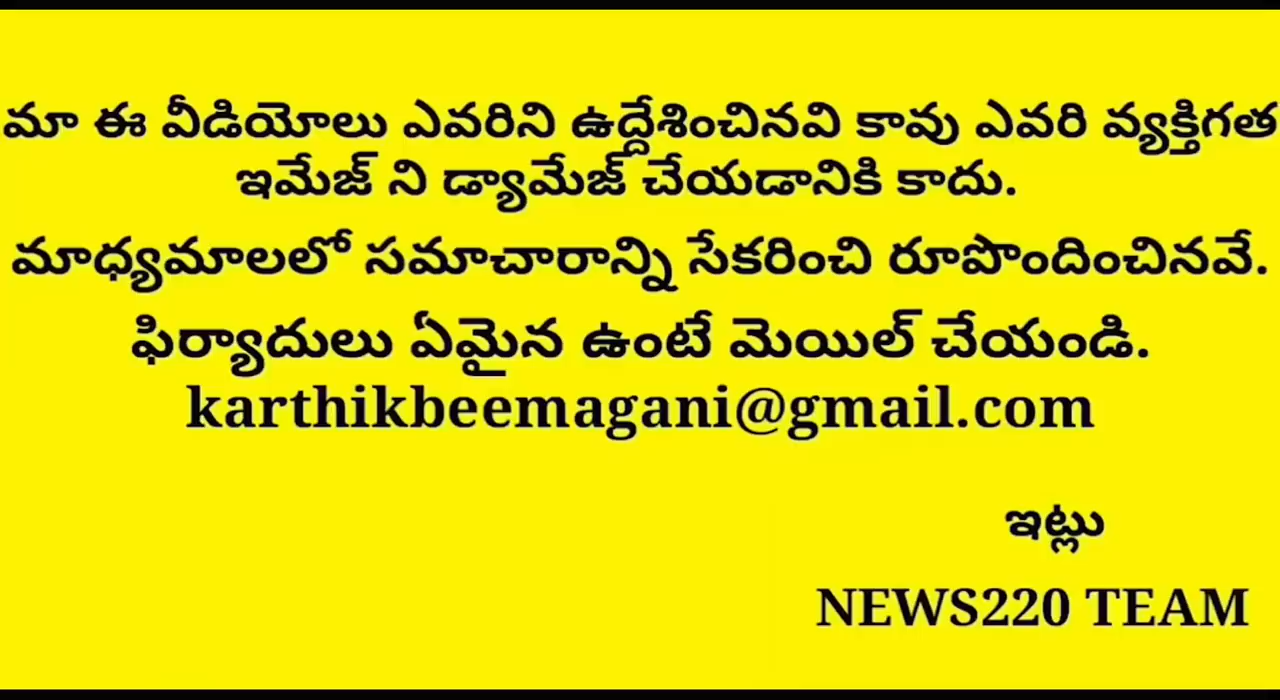 మా ఈ వీడియోలు ఎవరిని ఉద్దేశించినవి కావు ఎవరి వ్యక్తిగత
ఇమేజ్ ని డ్యామేజ్ చేయడానికి కాదు.
మాధ్యమాలలో సమాచారాన్ని సేకరించి రూపొందించినవే.
ఫిర్యాదులు ఏమైన ఉంటే మెయిల్ చేయండి.
karthikbeemagani@gmail.com
ఇట్లు
NEWS220 TEAM